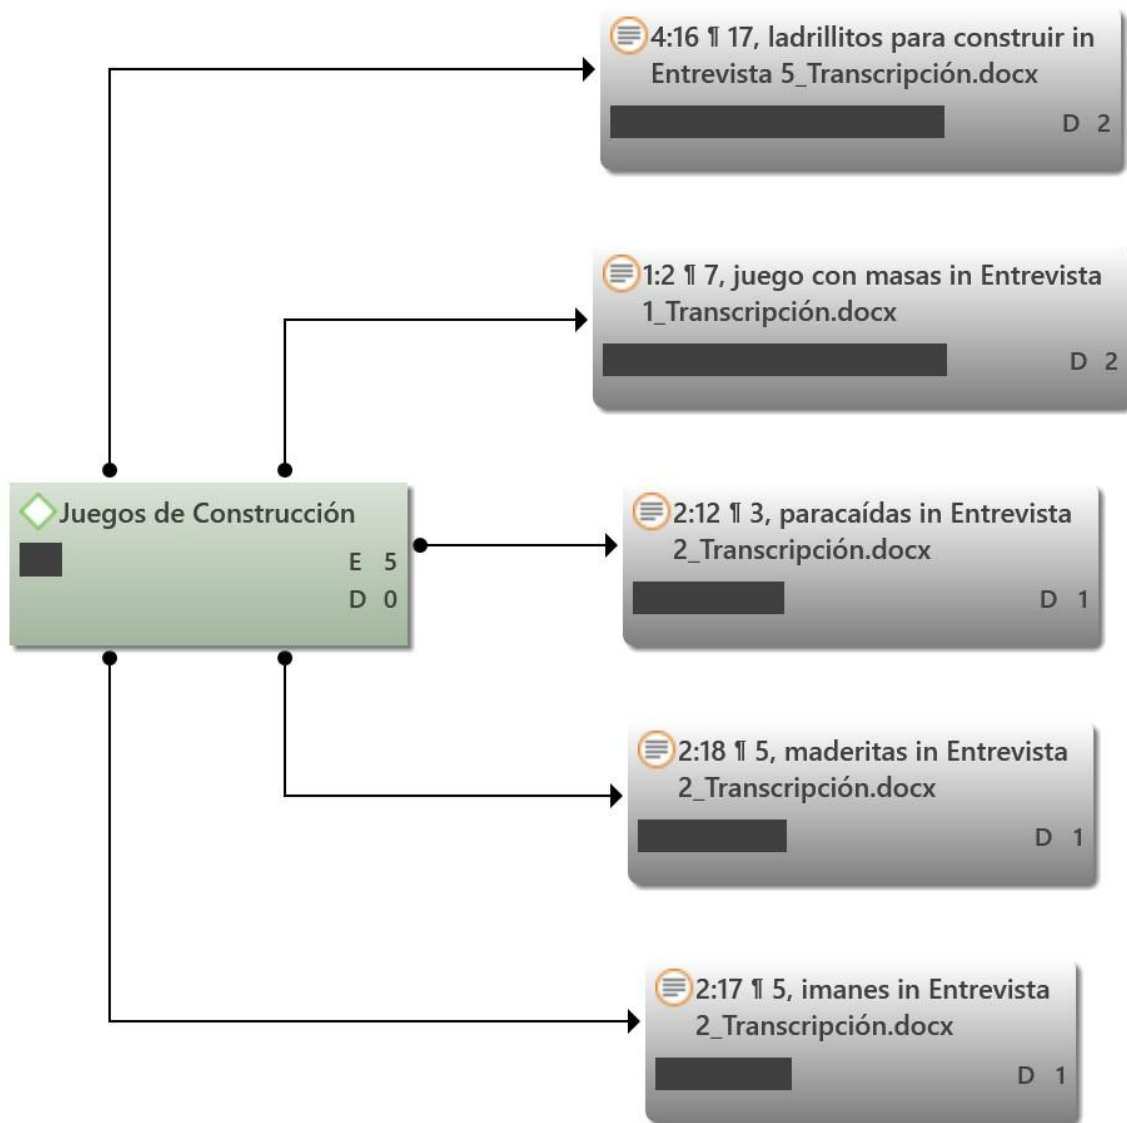 4:16 ¶ 17, ladrillitos para construir in
Entrevista 5_Transcripción.docx
D 2
1:2 ¶ 7, juego con masas in Entrevista
1_Transcripción.docx
D 2
Juegos de Construcción
E 5
D 0
2:12 ¶ 3, paracaídas in Entrevista
2_Transcripción.docx
D 1
2:18 ¶ 5, maderitas in Entrevista
2_Transcripción.docx
D 1
2:17 ¶ 5, imanes in Entrevista
2_Transcripción.docx
D 1